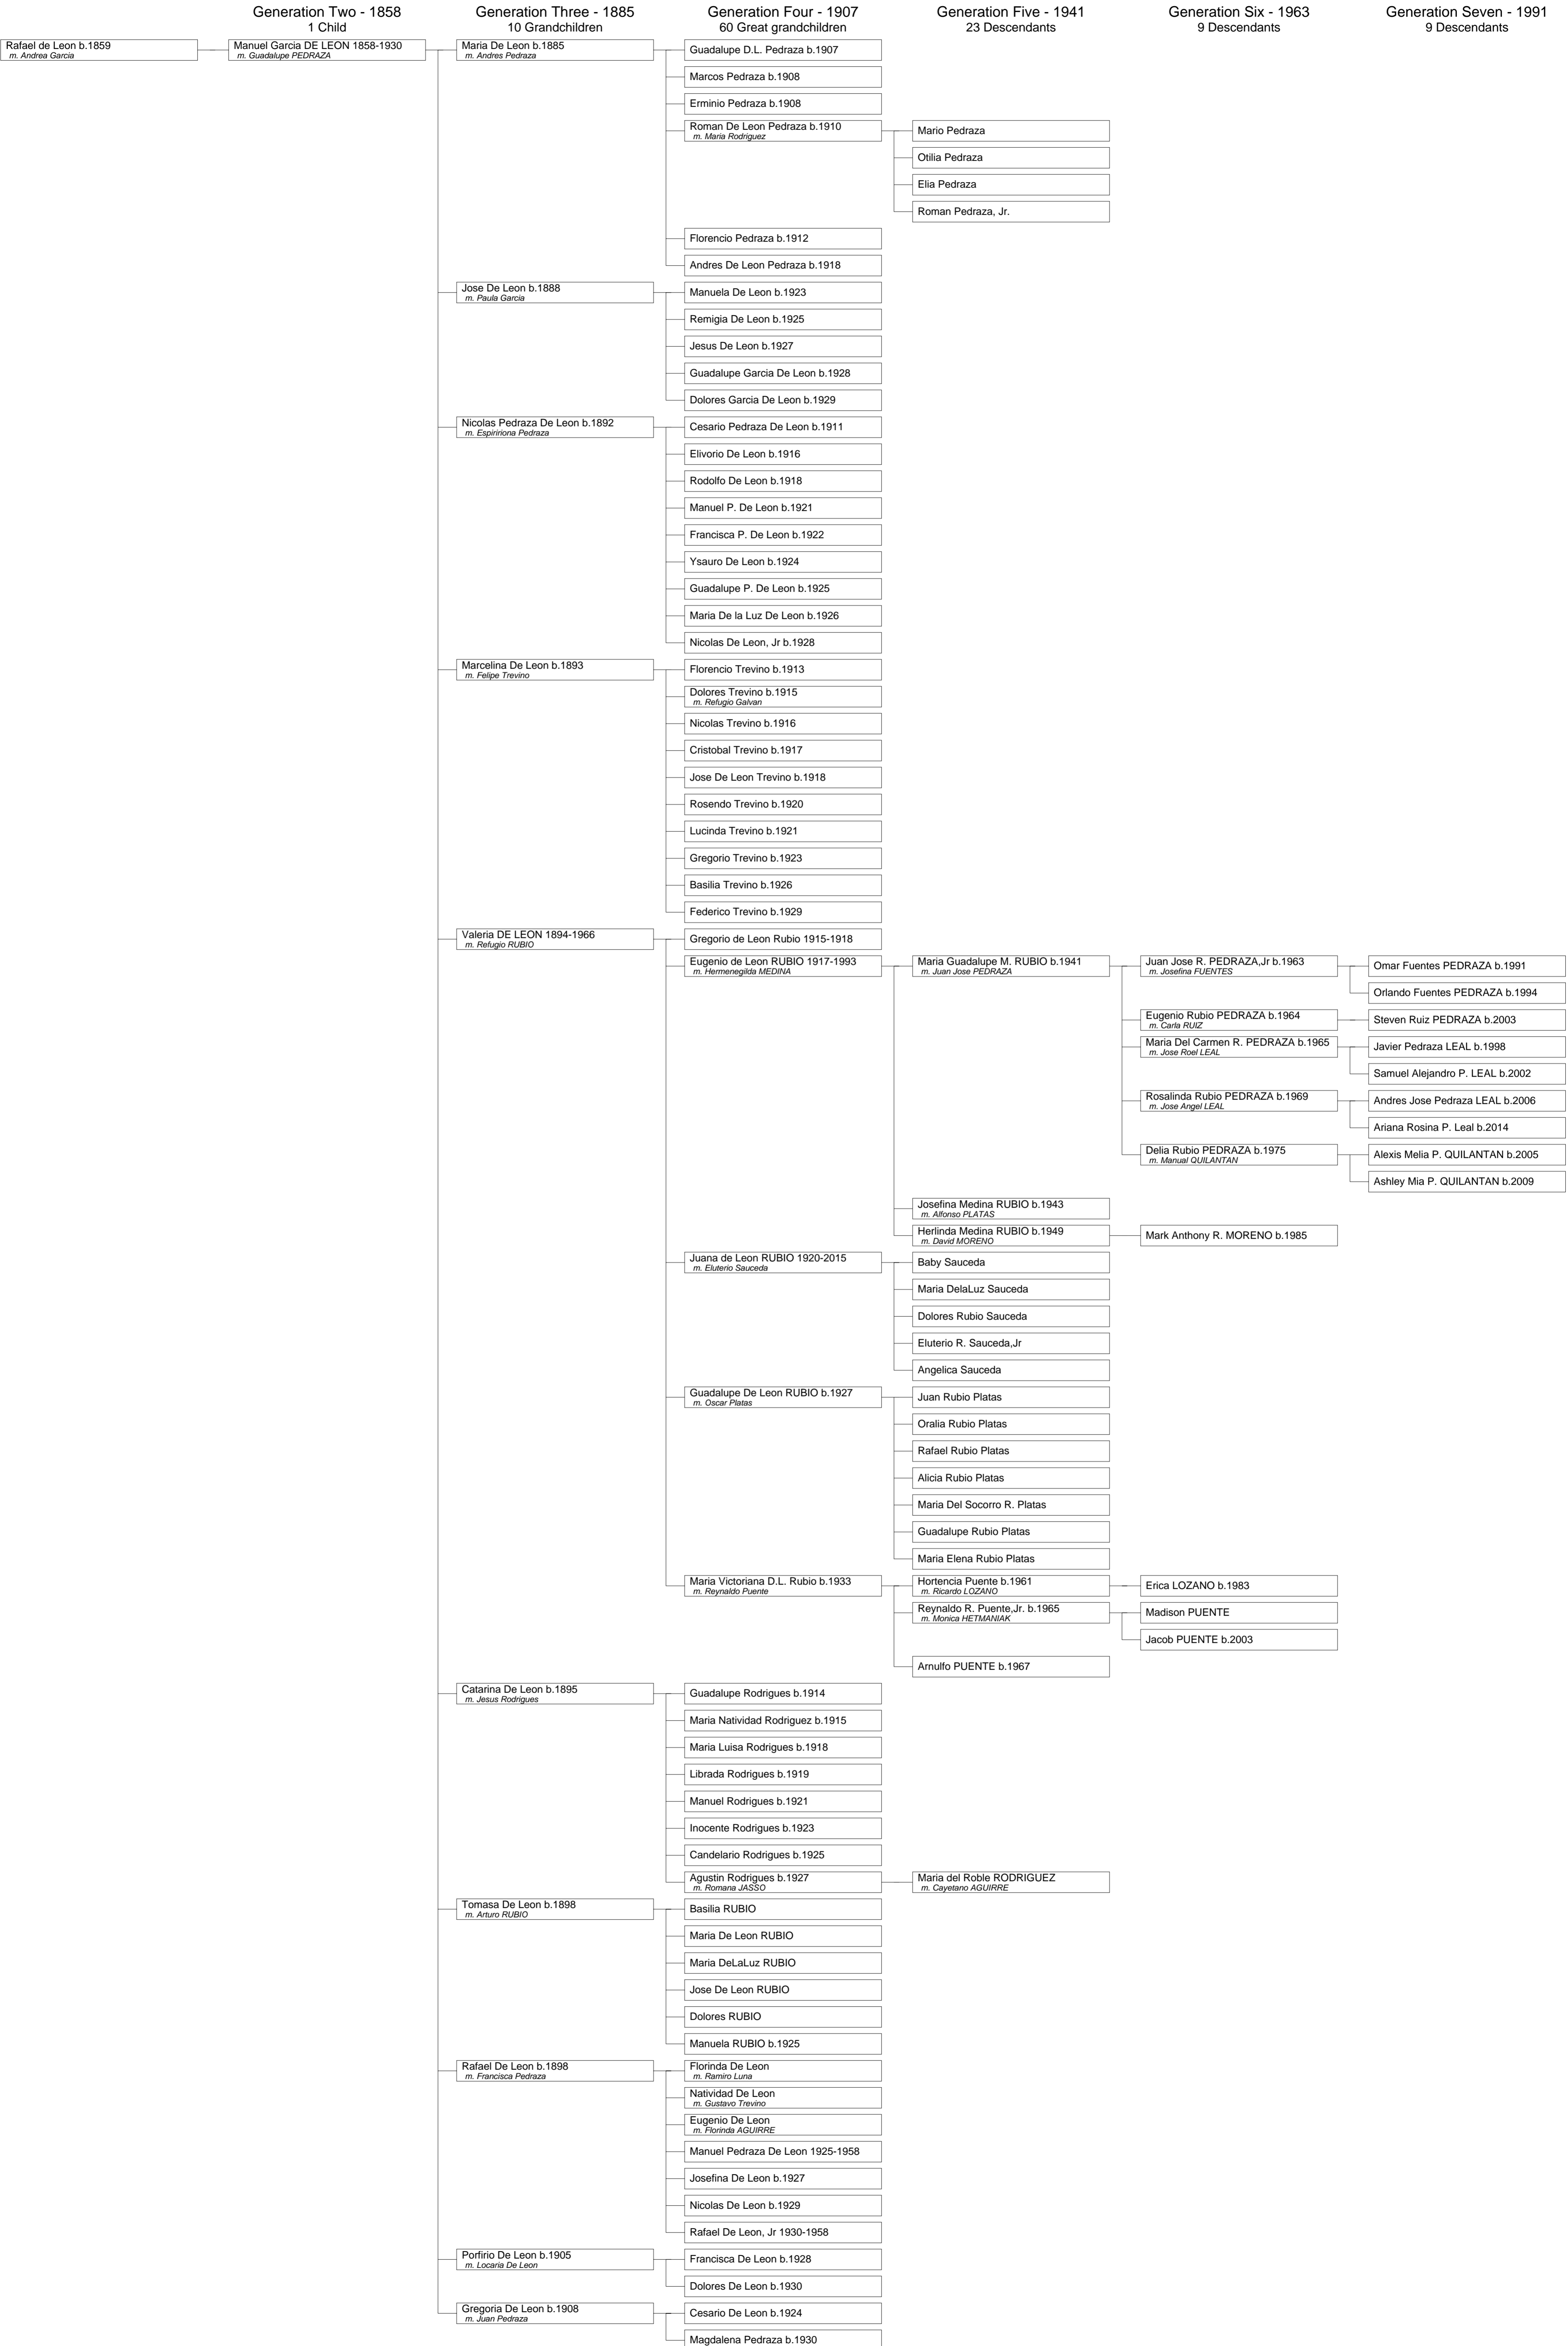 Generation Two - 1858
1 Child
Generation Three - 1885
10 Grandchildren
Generation Four - 1907
60 Great grandchildren
Generation Five - 1941
23 Descendants
Generation Six - 1963
9 Descendants
Generation Seven - 1991
9 Descendants
Rafael de Leon b.1859
m. Andrea Garcia
Manuel Garcia DE LEON 1858-1930
m. Guadalupe PEDRAZA
Maria De Leon b.1885
m. Andres Pedraza
Guadalupe D.L. Pedraza b.1907
Marcos Pedraza b.1908
Erminio Pedraza b.1908
Roman De Leon Pedraza b.1910
m. Maria Rodriguez
Mario Pedraza
Otilia Pedraza
Elia Pedraza
Roman Pedraza, Jr.
Florencio Pedraza b.1912
Andres De Leon Pedraza b.1918
Jose De Leon b.1888
m. Paula Garcia
Manuela De Leon b.1923
Remigia De Leon b.1925
Jesus De Leon b.1927
Guadalupe Garcia De Leon b.1928
Dolores Garcia De Leon b.1929
Nicolas Pedraza De Leon b.1892
m. Espiririona Pedraza
Cesario Pedraza De Leon b.1911
Elivorio De Leon b.1916
Rodolfo De Leon b.1918
Manuel P. De Leon b.1921
Francisca P. De Leon b.1922
Ysauro De Leon b.1924
Guadalupe P. De Leon b.1925
Maria De la Luz De Leon b.1926
Nicolas De Leon, Jr b.1928
Marcelina De Leon b.1893
m. Felipe Trevino
Florencio Trevino b.1913
Dolores Trevino b.1915
m. Refugio Galvan
Nicolas Trevino b.1916
Cristobal Trevino b.1917
Jose De Leon Trevino b.1918
Rosendo Trevino b.1920
Lucinda Trevino b.1921
Gregorio Trevino b.1923
Basilia Trevino b.1926
Federico Trevino b.1929
Valeria DE LEON 1894-1966
m. Refugio RUBIO
Gregorio de Leon Rubio 1915-1918
Eugenio de Leon RUBIO 1917-1993
m. Hermenegilda MEDINA
Maria Guadalupe M. RUBIO b.1941
m. Juan Jose PEDRAZA
Juan Jose R. PEDRAZA,Jr b.1963
m. Josefina FUENTES
Omar Fuentes PEDRAZA b.1991
Orlando Fuentes PEDRAZA b.1994
Eugenio Rubio PEDRAZA b.1964
m. Carla RUIZ
Steven Ruiz PEDRAZA b.2003
Maria Del Carmen R. PEDRAZA b.1965
m. Jose Roel LEAL
Javier Pedraza LEAL b.1998
Samuel Alejandro P. LEAL b.2002
Rosalinda Rubio PEDRAZA b.1969
m. Jose Angel LEAL
Andres Jose Pedraza LEAL b.2006
Ariana Rosina P. Leal b.2014
Delia Rubio PEDRAZA b.1975
m. Manual QUILANTAN
Alexis Melia P. QUILANTAN b.2005
Ashley Mia P. QUILANTAN b.2009
Josefina Medina RUBIO b.1943
m. Alfonso PLATAS
Herlinda Medina RUBIO b.1949
m. David MORENO
Mark Anthony R. MORENO b.1985
Juana de Leon RUBIO 1920-2015
m. Eluterio Sauceda
Baby Sauceda
Maria DelaLuz Sauceda
Dolores Rubio Sauceda
Eluterio R. Sauceda,Jr
Angelica Sauceda
Guadalupe De Leon RUBIO b.1927
m. Oscar Platas
Juan Rubio Platas
Oralia Rubio Platas
Rafael Rubio Platas
Alicia Rubio Platas
Maria Del Socorro R. Platas
Guadalupe Rubio Platas
Maria Elena Rubio Platas
Maria Victoriana D.L. Rubio b.1933
m. Reynaldo Puente
Hortencia Puente b.1961
m. Ricardo LOZANO
Erica LOZANO b.1983
Reynaldo R. Puente,Jr. b.1965
m. Monica HETMANIAK
Madison PUENTE
Jacob PUENTE b.2003
Arnulfo PUENTE b.1967
Catarina De Leon b.1895
m. Jesus Rodrigues
Guadalupe Rodrigues b.1914
Maria Natividad Rodriguez b.1915
Maria Luisa Rodrigues b.1918
Librada Rodrigues b.1919
Manuel Rodrigues b.1921
Inocente Rodrigues b.1923
Candelario Rodrigues b.1925
Agustin Rodrigues b.1927
m. Romana JASSO
Maria del Roble RODRIGUEZ
m. Cayetano AGUIRRE
Tomasa De Leon b.1898
m. Arturo RUBIO
Basilia RUBIO
Maria De Leon RUBIO
Maria DeLaLuz RUBIO
Jose De Leon RUBIO
Dolores RUBIO
Manuela RUBIO b.1925
Rafael De Leon b.1898
m. Francisca Pedraza
Florinda De Leon
m. Ramiro Luna
Natividad De Leon
m. Gustavo Trevino
Eugenio De Leon
m. Florinda AGUIRRE
Manuel Pedraza De Leon 1925-1958
Josefina De Leon b.1927
Nicolas De Leon b.1929
Rafael De Leon, Jr 1930-1958
Porfirio De Leon b.1905
m. Locaria De Leon
Francisca De Leon b.1928
Dolores De Leon b.1930
Gregoria De Leon b.1908
m. Juan Pedraza
Cesario De Leon b.1924
Magdalena Pedraza b.1930